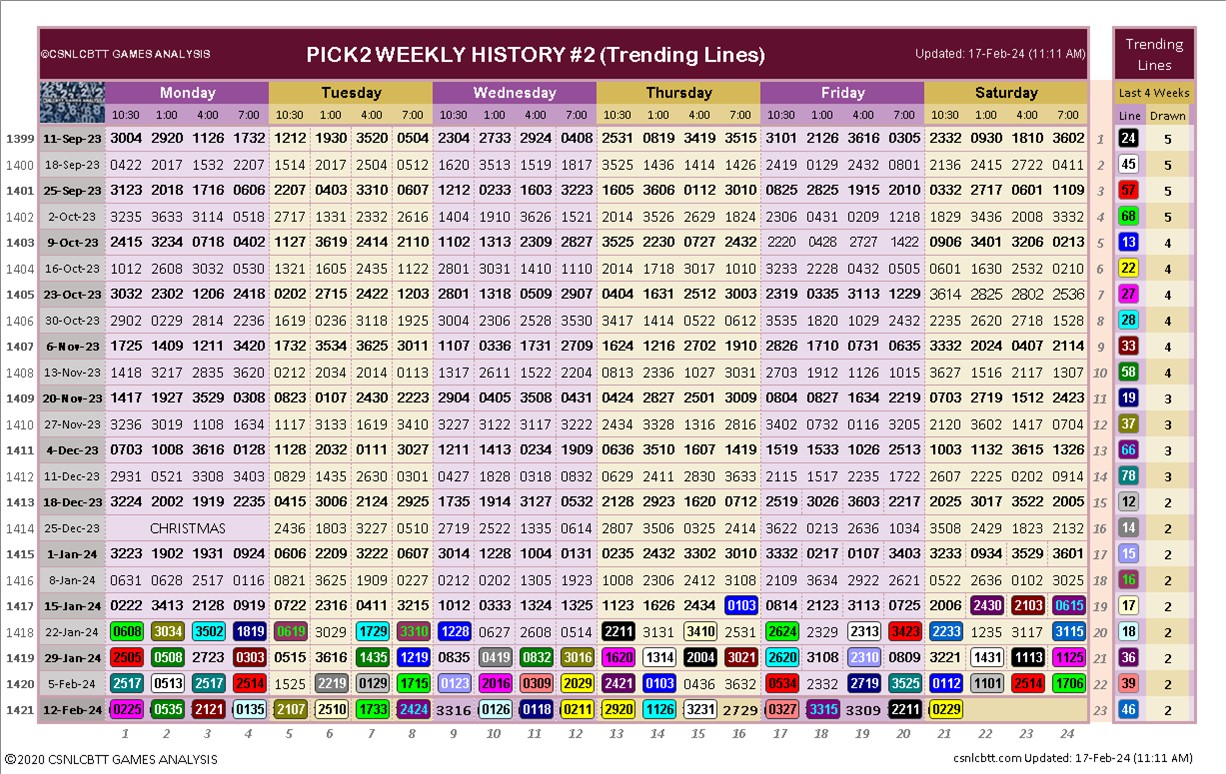 ©CSNLCBTT GAMES ANALYSIS PICK2 WEEKLY HISTORY #2 (Trending Lines) Updated: 17-Feb-24 (11:11 AM) Trending Lines
Monday Tuesday Wednesday Thursday Friday Saturday Last 4 Weeks
10:30 1:00 4:00 7:00 10:30 1:00 4:00 7:00 10:30 1:00 4:00 7:00 10:30 1:00 4:00 7:00 10:30 1:00 4:00 7:00 10:30 1:00 4:00 7:00 Line Drawn
1399 11-Sep-23 3004 2920 1126 1732 1212 1930 3520 0504 2304 2733 2924 0408 2531 0819 3419 3515 3101 2126 3616 0305 2332 0930 1810 3602 1 24 5
1400 18-Sep-23 0422 2017 1532 2207 1514 2017 2504 0512 1620 3513 1519 1817 3525 1436 1414 1400 2419 0129 2432 0801 2136 2415 2722 0411 2 45 5
1401 25-Sep-23 3123 2018 1716 0606 2207 0403 3310 0607 1212 0233 1603 3223 1605 3606 0112 3010 0825 2825 1915 2010 0332 2717 0601 1109 3 57 5
1402 2-Oct-23 3235 3633 3114 0518 2717 1331 2332 2616 1404 1910 3626 1521 2014 3526 2629 1824 2306 0431 0209 1218 1829 3436 2008 3332 4 68 5
1403 9-Oct-23 2415 3234 0718 0402 1127 3619 2414 2110 1102 1313 2309 2827 3525 2230 0727 2432 2220 0428 2727 1422 0906 3401 3206 0213 5 13 4
1404 16-Oct-23 1012 2608 3032 0530 1321 1605 2435 1122 2801 3031 1410 1110 2014 1718 3017 1010 3233 2228 0432 0505 0601 1630 2532 0210 6 22 4
1405 23-Oct-23 3032 2302 1206 2418 0202 2715 2422 1203 2801 1318 0509 2907 0404 1631 2512 3003 2319 0335 3113 1229 3614 2825 2802 2536 7 27 4
1406 30-Oct-23 2902 0229 2814 2236 1619 0236 3118 1923 3004 2306 2528 3530 3417 1414 0522 0612 3535 1820 1029 2432 2235 2620 2718 1528 8 28 4
1407 6-Nov-23 1725 1409 1211 3420 1732 3534 3625 3011 1107 0336 1731 2709 1624 1216 2702 1910 2826 1710 0731 0635 3332 2024 0407 2114 9 33 4
1408 13-Nov-23 1418 3217 2835 3620 0212 2034 2014 0113 1317 2611 1522 2204 0813 2336 1027 3031 2703 1912 1126 1015 3627 1516 2117 1307 10 58 4
1409 20-Nov-23 1417 1927 3529 0308 0823 0107 2430 2223 2904 0405 3508 0431 0424 2827 2501 3009 0804 0827 1634 2219 0703 2719 1512 2423 11 19 3
1410 27-Nov-23 3236 3019 1108 1634 1117 3133 1619 3410 3227 3122 3117 3222 2434 3328 1316 2816 3402 0732 0116 3205 2120 3602 1417 0704 12 37 3
1411 4-Dec-23 0703 1008 3616 0128 1128 2032 0111 3021 1211 1413 0234 1909 0636 3510 1607 1419 1519 1533 1026 2513 1003 1132 3615 1326 13 66 3
1412 11-Dec-23 2931 0521 3308 3403 0829 1435 2630 0301 0427 1828 0318 0832 0629 2411 2830 3633 2115 1517 2235 1722 2607 2225 0202 0914 14 78 3
1413 18-Dec-23 3224 2002 1919 2235 0415 3006 2124 2925 1735 1914 3127 0532 2128 2923 1620 0712 2519 3026 3603 2217 2025 3017 3522 2005 15 12 2
1414 25-Dec-23 CHRISTMAS 2436 1803 3227 0510 2719 2522 1335 0614 2807 3506 0325 2414 3622 0213 2636 1034 3508 2429 1823 2132 16 14 2
1415 1-Jan-24 3223 1902 1931 0924 0606 2209 3222 0607 3014 1228 1004 0131 0235 2432 3302 3010 3332 0217 0107 3403 3233 0934 3529 3601 17 15 2
1416 8-Jan-24 0631 0628 2517 0116 0821 3625 1909 0227 0212 0202 1305 1923 1008 2306 2412 3108 2109 3634 2922 2621 0522 2636 0102 3025 18 16 2
1417 15-Jan-24 0222 3413 2128 0919 0722 2316 0411 3215 1012 0333 1324 1325 1123 1626 2434 0103 0814 2123 3113 0725 2006 2430 2103 0615 19 17 2
1418 22-Jan-24 0608 3034 3502 1819 0619 3029 1729 3310 1228 0627 2608 0514 2211 3131 3410 2531 2624 2329 2313 3423 2233 1235 3117 3115 20 18 2
1419 29-Jan-24 2505 0508 2723 0303 0515 3616 1435 1219 0835 0419 0832 3016 1620 1314 2004 3021 2620 3108 2310 0809 3221 1431 1113 1125 21 36 2
1420 5-Feb-24 2517 0513 2517 2514 1525 2219 0129 1715 0123 2016 0309 2029 2421 0103 0436 3632 0534 2332 2719 3525 0112 1101 2514 1706 22 39 2
1421 12-Feb-24 0225 0535 2121 0135 2107 2510 1733 2424 3316 0126 0118 0211 2920 1126 3231 2729 0327 3315 3309 2211 0229 23 46 2
1 2 3 4 5 6 7 8 9 10 11 12 13 14 15 16 17 18 19 20 21 22 23 24
©2020 CSNLCBTT GAMES ANALYSIS csnlcbtt.com Updated: 17-Feb-24 (11:11 AM)